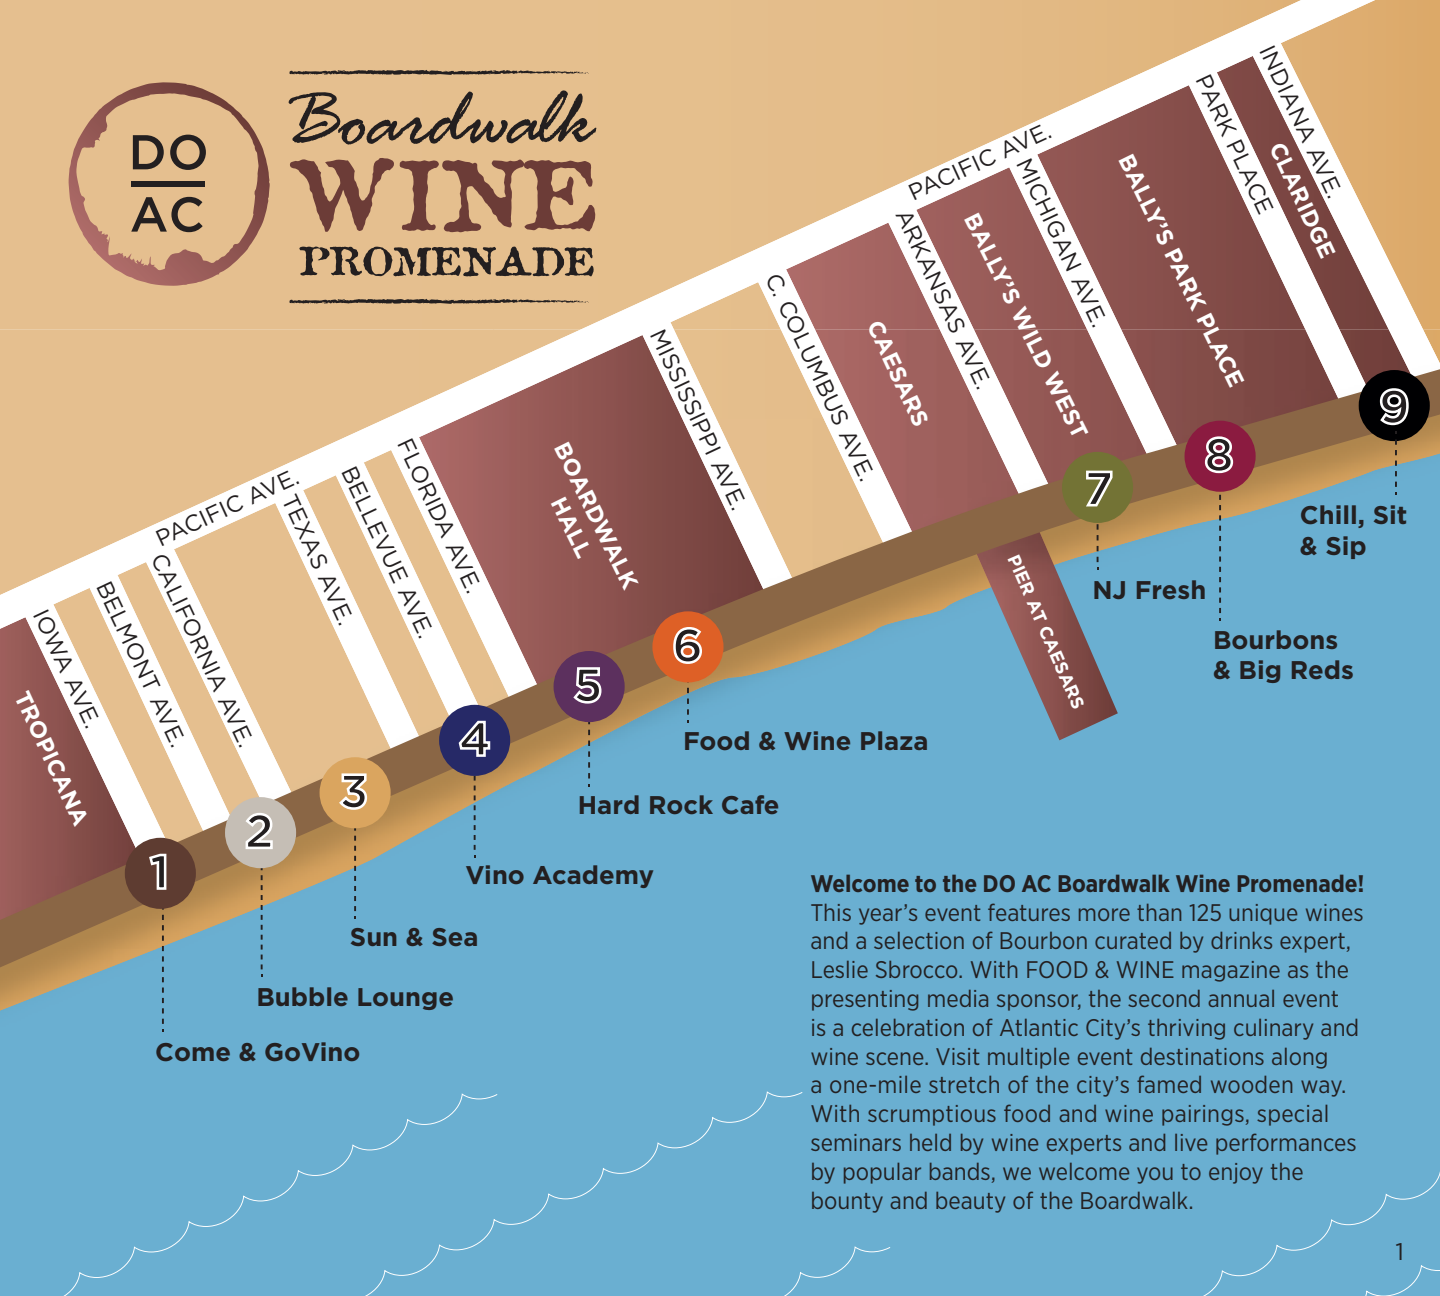 DO
AC
Boardwalk
WINE
PROMENADE
PACIFIC AVE.
PACIFIC AVE.
TROPICANA
IOWA AVE.
BELMONT AVE.
CALIFORNIA AVE.
TEXAS AVE.
BELLEVUE AVE.
FLORIDA AVE.
BOARDWALK
HALL
MISSISSIPPI AVE.
C. COLUMBUS AVE.
CAESARS
ARKANSAS AVE.
BALLY'S WILD WEST
MICHIGAN AVE.
BALLY'S PARK PLACE
PARK PLACE
CLARIDGE
INDIANA AVE.
PIER AT CAESARS
1
Come & GoVino
2
Bubble Lounge
3
Sun & Sea
4
Vino Academy
5
Hard Rock Cafe
6
Food & Wine Plaza
7
NJ Fresh
8
Bourbons
& Big Reds
9
Chill, Sit
& Sip
Welcome to the DO AC Boardwalk Wine Promenade!
This year's event features more than 125 unique wines
and a selection of Bourbon curated by drinks expert,
Leslie Sbrocco. With FOOD & WINE magazine as the
presenting media sponsor, the second annual event
is a celebration of Atlantic City's thriving culinary and
wine scene. Visit multiple event destinations along
a one-mile stretch of the city's famed wooden way.
With scrumptious food and wine pairings, special
seminars held by wine experts and live performances
by popular bands, we welcome you to enjoy the
bounty and beauty of the Boardwalk.
1